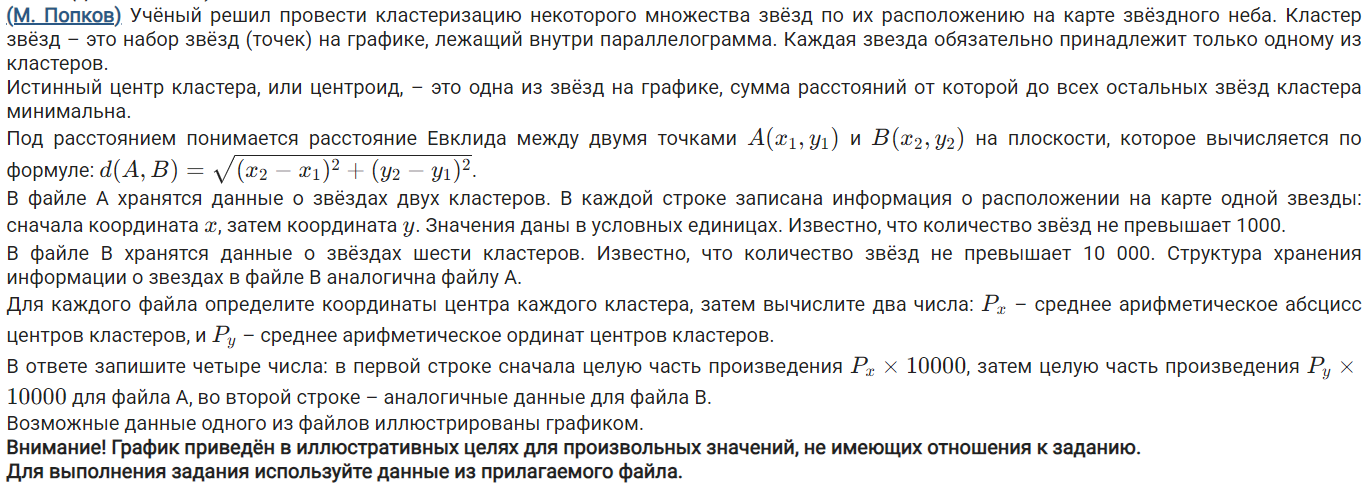 (М. Попков) Учёный решил провести кластеризацию некоторого множества звёзд по их расположению на карте звёздного неба. Кластер
звёзд – это набор звёзд (точек) на графике, лежащий внутри параллелограмма. Каждая звезда обязательно принадлежит только одному из
кластеров.
Истинный центр кластера, или центроид, – это одна из звёзд на графике, сумма расстояний от которой до всех остальных звёзд кластера
минимальна.
Под расстоянием понимается расстояние Евклида между двумя точками A(x₁, y₁) и B(x₂, y₂) на плоскости, которое вычисляется по
формуле: d(A, B) = √((x₂ − x₁)² + (y₂ − y₁)²).
В файле A хранятся данные о звёздах двух кластеров. В каждой строке записана информация о расположении на карте одной звезды:
сначала координата x, затем координата y. Значения даны в условных единицах. Известно, что количество звёзд не превышает 1000.
В файле B хранятся данные о звёздах шести кластеров. Известно, что количество звёзд не превышает 10 000. Структура хранения
информации о звездах в файле B аналогична файлу A.
Для каждого файла определите координаты центра каждого кластера, затем вычислите два числа: Pₓ – среднее арифметическое абсцисс
центров кластеров, и P_y – среднее арифметическое ординат центров кластеров.
В ответе запишите четыре числа: в первой строке сначала целую часть произведения Pₓ × 10000, затем целую часть произведения P_y ×
10000 для файла A, во второй строке – аналогичные данные для файла B.
Возможные данные одного из файлов иллюстрированы графиком.
Внимание! График приведён в иллюстративных целях для произвольных значений, не имеющих отношения к заданию.
Для выполнения задания используйте данные из прилагаемого файла.